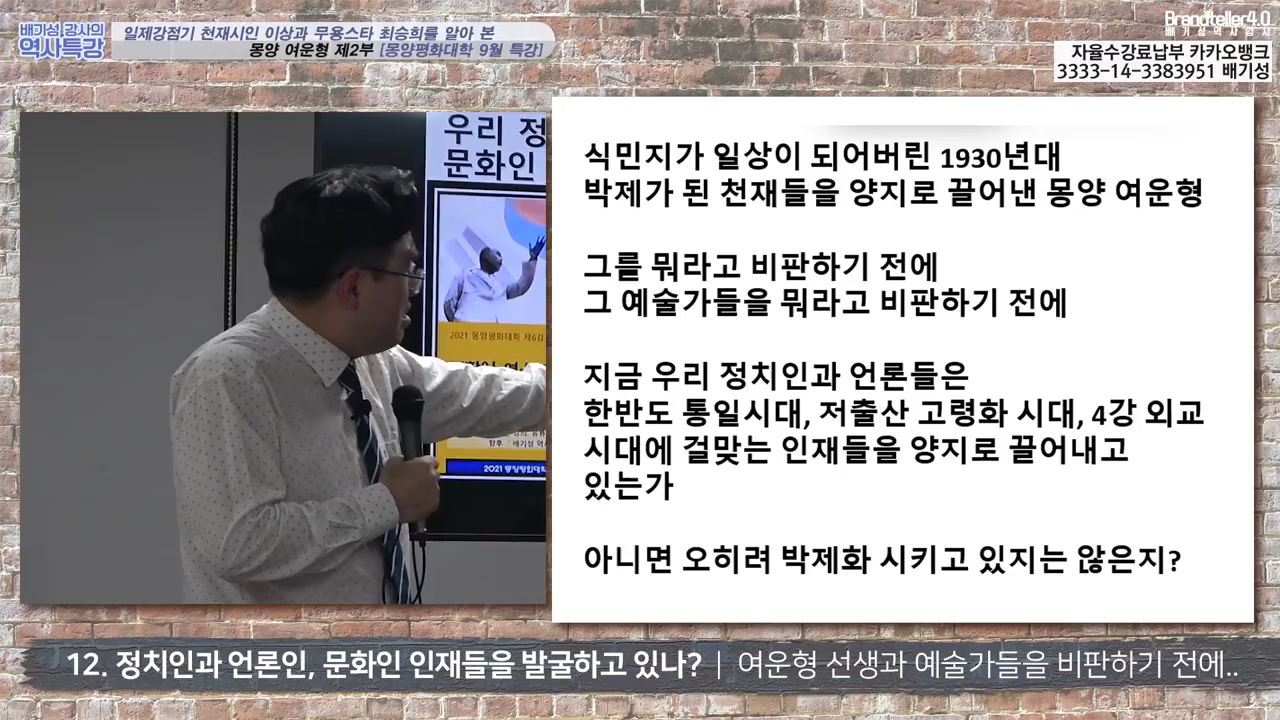 배기성 강사의
역사특강
일제강점기 천재시인 이상과 무용스타 최승희를 알아 본
몽양 여운형 제2부 [몽양평화대학 9월 특강]
Brandteller4.0
배기성역사일사
자율수강료납부 카카오뱅크
3333-14-3383951 배기성
우리 정
문화인
2021 몽양평화대학 제6강
2021 몽양평화대학
식민지가 일상이 되어버린 1930년대
박제가 된 천재들을 양지로 끌어낸 몽양 여운형
그를 뭐라고 비판하기 전에
그 예술가들을 뭐라고 비판하기 전에
지금 우리 정치인과 언론들은
한반도 통일시대, 저출산 고령화 시대, 4강 외교
시대에 걸맞는 인재들을 양지로 끌어내고
있는가
아니면 오히려 박제화 시키고 있지는 않은지?
12. 정치인과 언론인, 문화인 인재들을 발굴하고 있나? | 여운형 선생과 예술가들을 비판하기 전에..